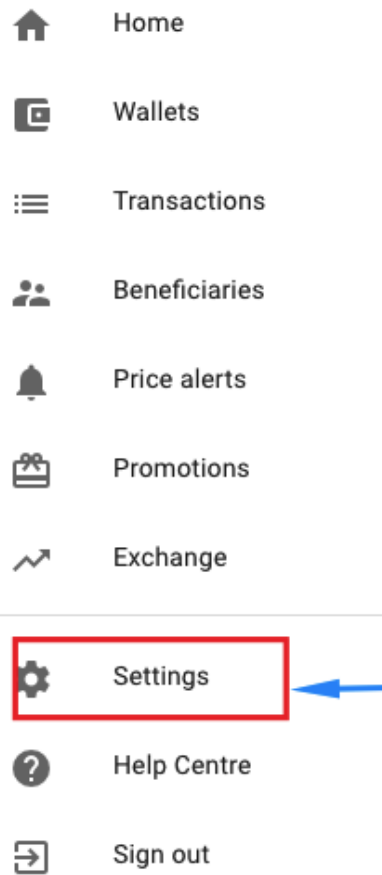 Home
Wallets
Transactions
Beneficiaries
Price alerts
Promotions
Exchange
Settings
Help Centre
Sign out